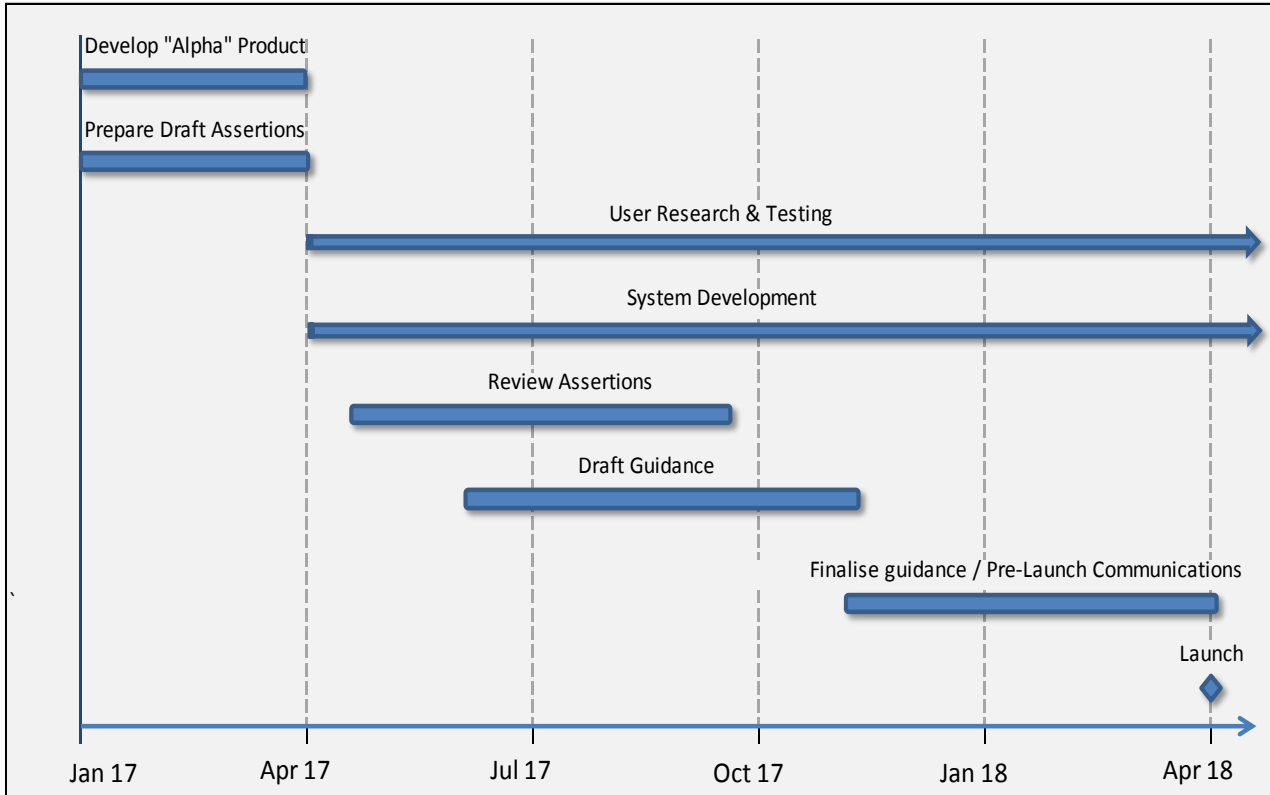 Develop "Alpha" Product
Prepare Draft Assertions
User Research & Testing
System Development
Review Assertions
Draft Guidance
Finalise guidance / Pre-Launch Communications
`
Launch
Jan 17 Apr 17 Jul 17 Oct 17 Jan 18 Apr 18